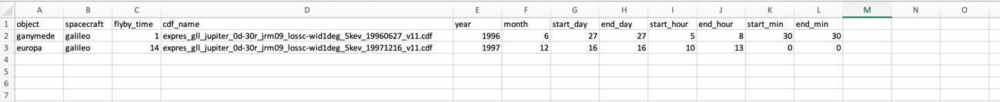 A B C D E F G H I J K L M N O
1 object spacecraft flyby_time cdf_name year month start_day end_day start_hour end_hour start_min end_min
2 ganymede galileo 1 expres_gll_jupiter_0d-30r_jrm09_lossc-wid1deg_5kev_19960627_v11.cdf 1996 6 27 27 5 8 30 30
3 europa galileo 14 expres_gll_jupiter_0d-30r_jrm09_lossc-wid1deg_5kev_19971216_v11.cdf 1997 12 16 16 10 13 0 0
4
5
6
7